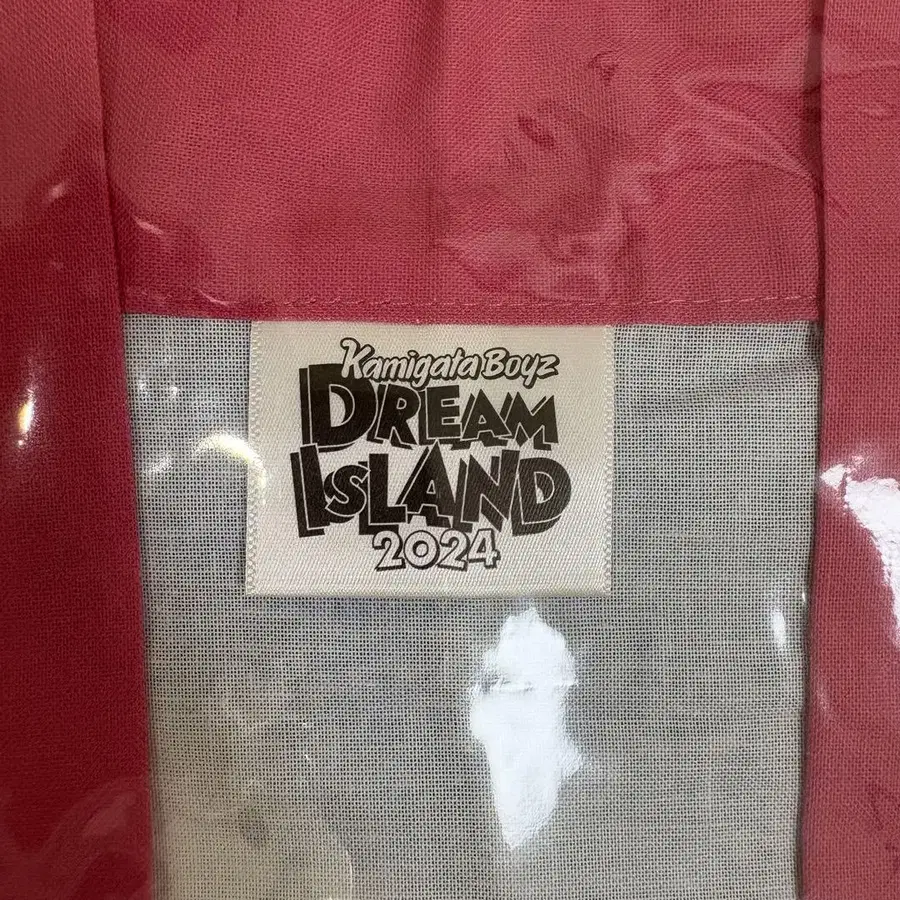 Kamigata Boyz
DREAM
ISLAND
2024